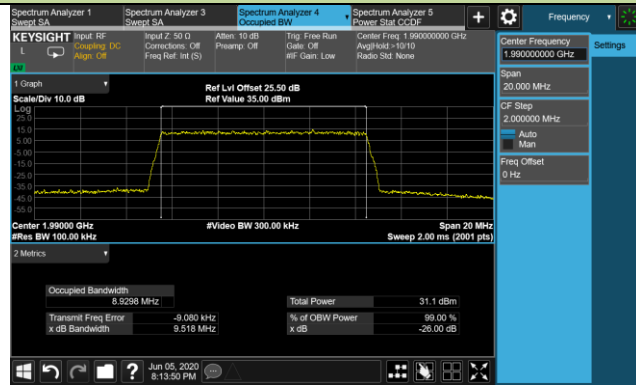 Spectrum Analyzer 1
Swept SA
Spectrum Analyzer 3
Swept SA
Spectrum Analyzer 4
Occupied BW
Spectrum Analyzer 5
Power Stat CCDF
Frequency
KEYSIGHT
L
Input: RF
Coupling: DC
Align: Off
Input Z: 50 Ω
Corrections: Off
Freq Ref: Int (S)
Atten: 10 dB
Preamp: Off
Trig: Free Run
Gate: Off
#IF Gain: Low
Center Freq: 1.990000000 GHz
Avg|Hold:>10/10
Radio Std: None
Center Frequency
1.990000000 GHz
Settings
Span
20.000 MHz
CF Step
2.000000 MHz
Auto
Man
Freq Offset
0 Hz
1 Graph
Scale/Div 10.0 dB
Ref Lvl Offset 25.50 dB
Ref Value 35.00 dBm
Log
25.0
15.0
5.00
-5.00
-15.0
-25.0
-35.0
-45.0
-55.0
Center 1.99000 GHz
#Res BW 100.00 kHz
#Video BW 300.00 kHz
Span 20 MHz
Sweep 2.00 ms (2001 pts)
2 Metrics
Occupied Bandwidth
8.9298 MHz
Total Power 31.1 dBm
Transmit Freq Error -9.080 kHz
% of OBW Power 99.00 %
x dB Bandwidth 9.518 MHz
x dB -26.00 dB
Jun 05, 2020
8:13:50 PM